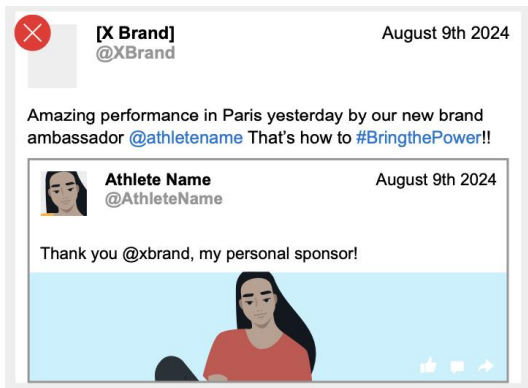 [X Brand]
August 9th 2024
@XBrand
Amazing performance in Paris yesterday by our new brand
ambassador @athletename That's how to #BringthePower!!
Athlete Name
August 9th 2024
@AthleteName
Thank you @xbrand, my personal sponsor!